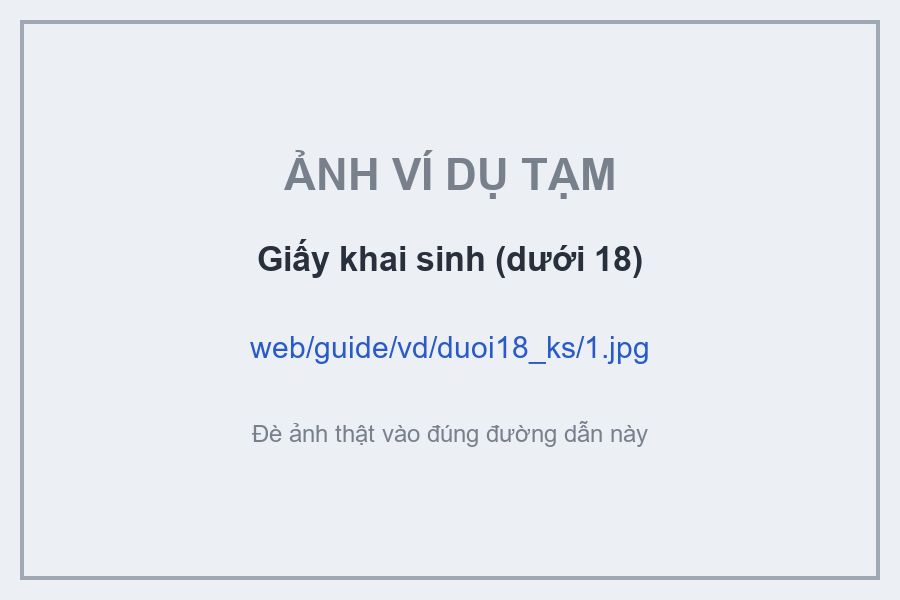 ẢNH VÍ DỤ TẠM
Giấy khai sinh (dưới 18)
web/guide/vd/duoi18_ks/1.jpg
Đè ảnh thật vào đúng đường dẫn này